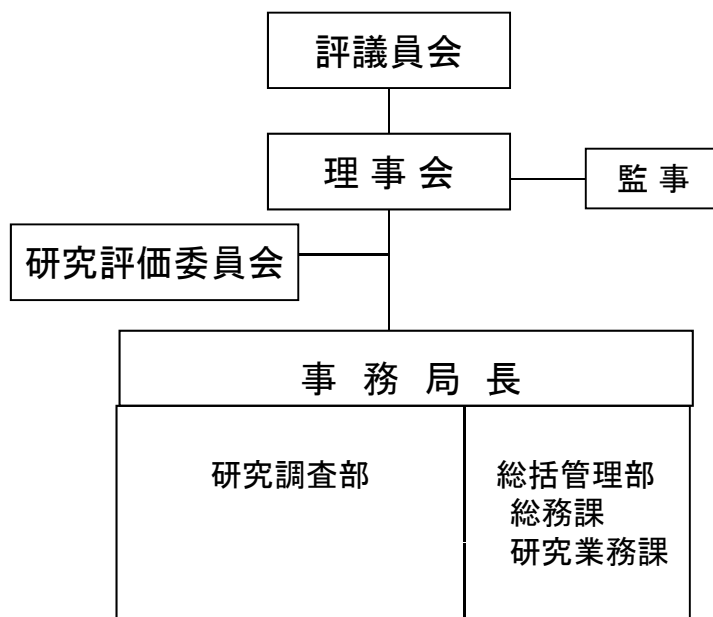 評議員会
理事会
監事
研究評価委員会
事務局長
研究調査部
総括管理部
総務課
研究業務課